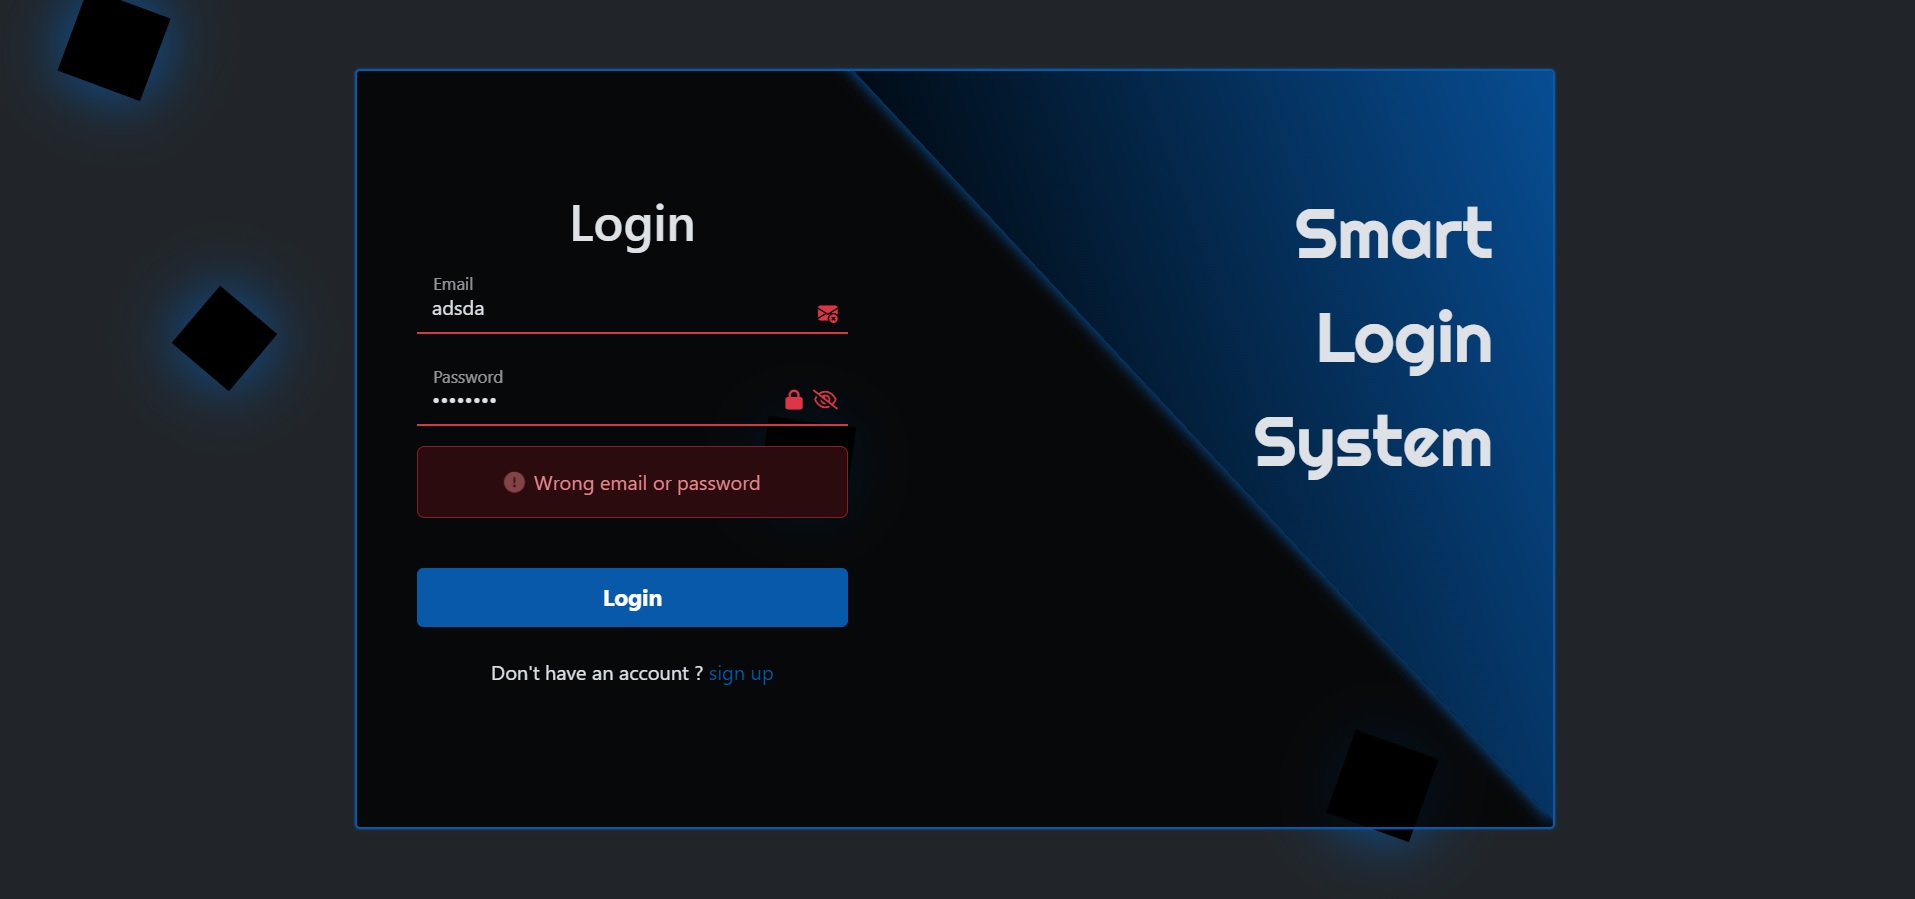 Login
Email
adsda
Password
••••••••
Wrong email or password
Login
Don't have an account ? sign up
Smart
Login
System